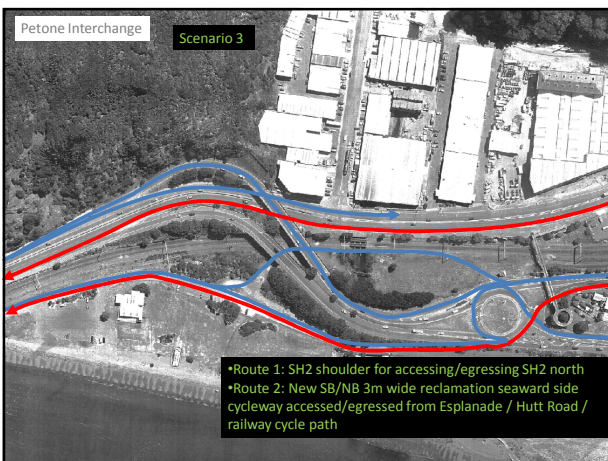 Petone Interchange
Scenario 3
•Route 1: SH2 shoulder for accessing/egressing SH2 north
•Route 2: New SB/NB 3m wide reclamation seaward side
cycleway accessed/egressed from Esplanade / Hutt Road /
railway cycle path